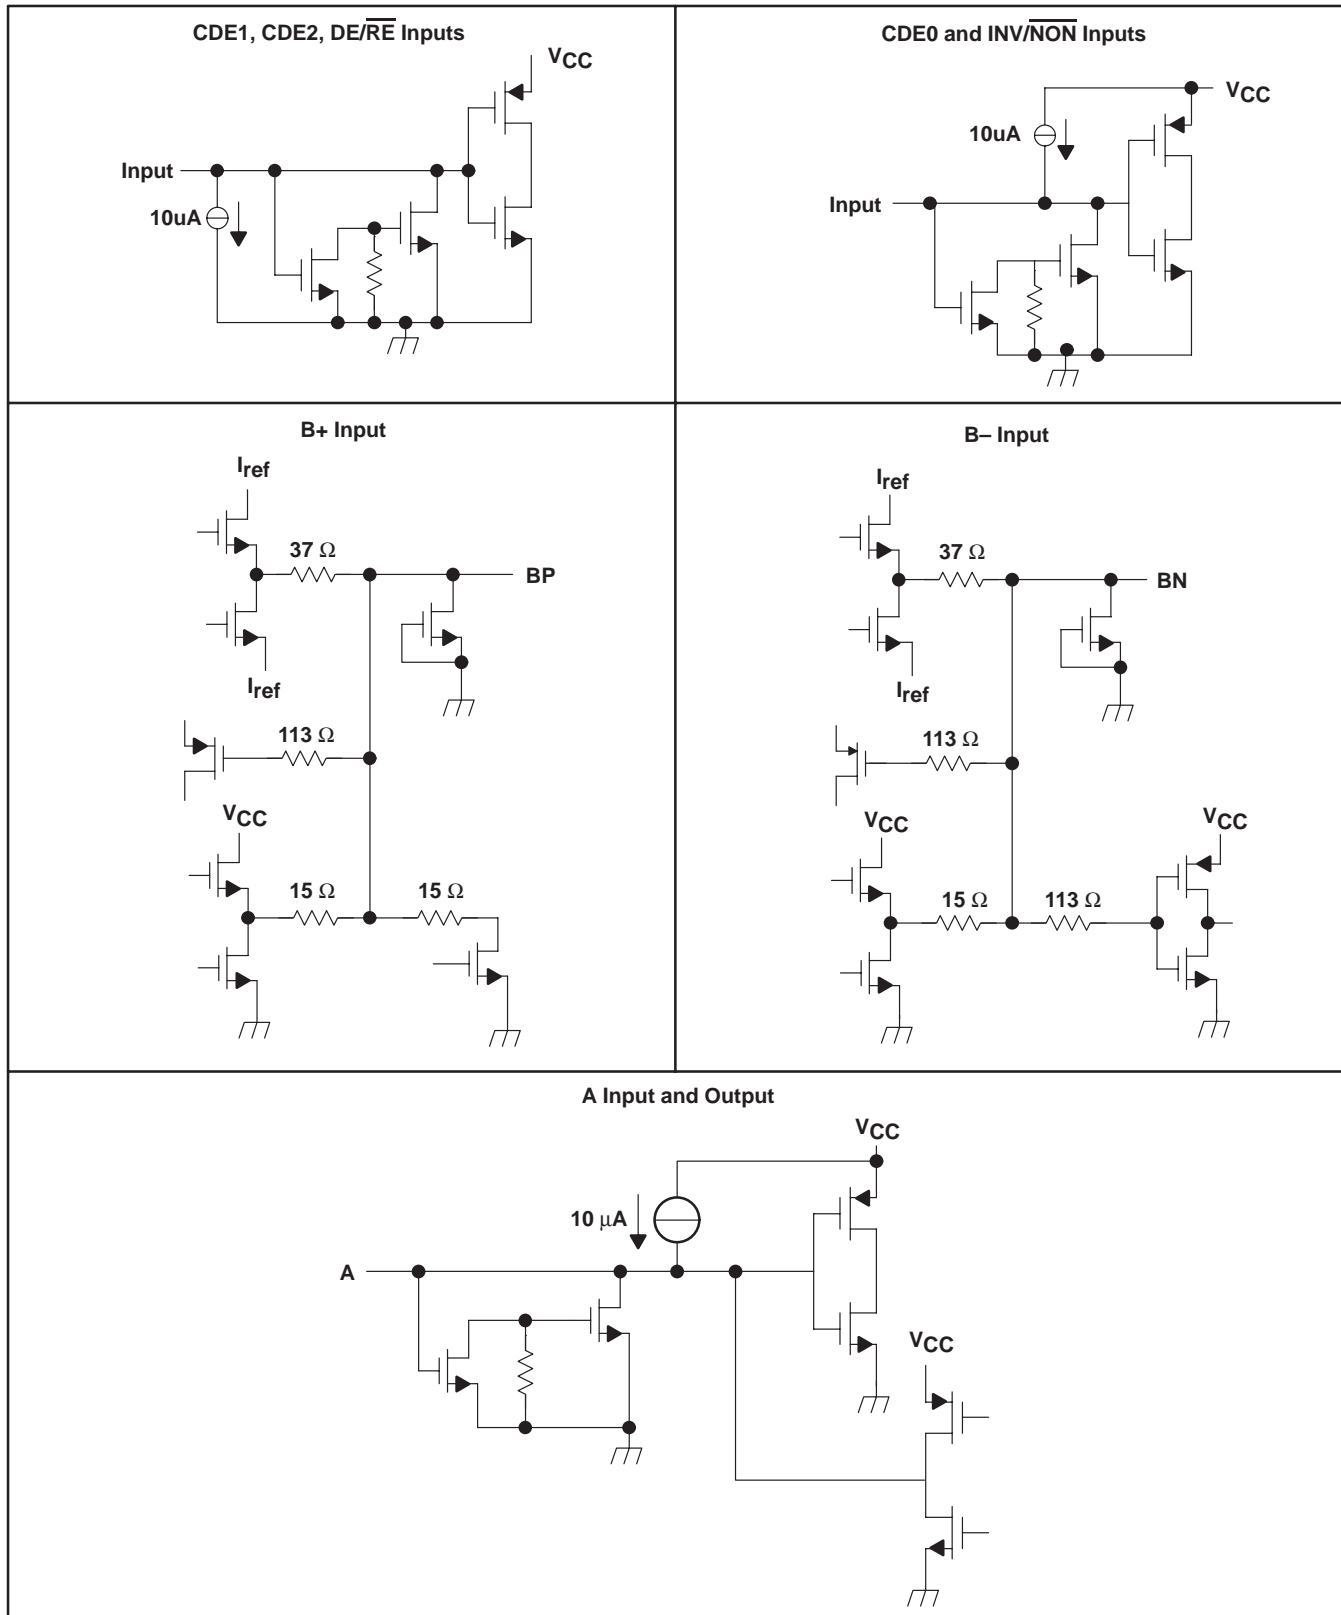 CDE1, CDE2, DE/R̅E̅ Inputs
VCC
Input
10uA
CDE0 and INV/N̅O̅N̅ Inputs
VCC
10uA
Input
B+ Input
Iref
37 Ω
BP
Iref
113 Ω
VCC
15 Ω
15 Ω
B– Input
Iref
37 Ω
BN
Iref
113 Ω
VCC
VCC
15 Ω
113 Ω
A Input and Output
VCC
10 μA
A
VCC